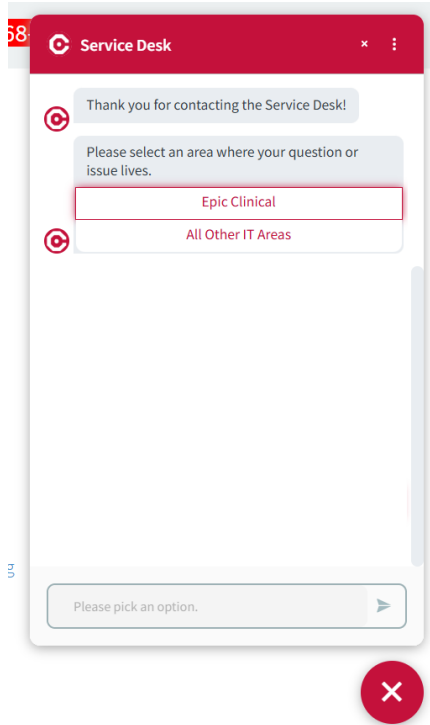 68-
Service Desk
Thank you for contacting the Service Desk!
Please select an area where your question or
issue lives.
Epic Clinical
All Other IT Areas
Please pick an option.